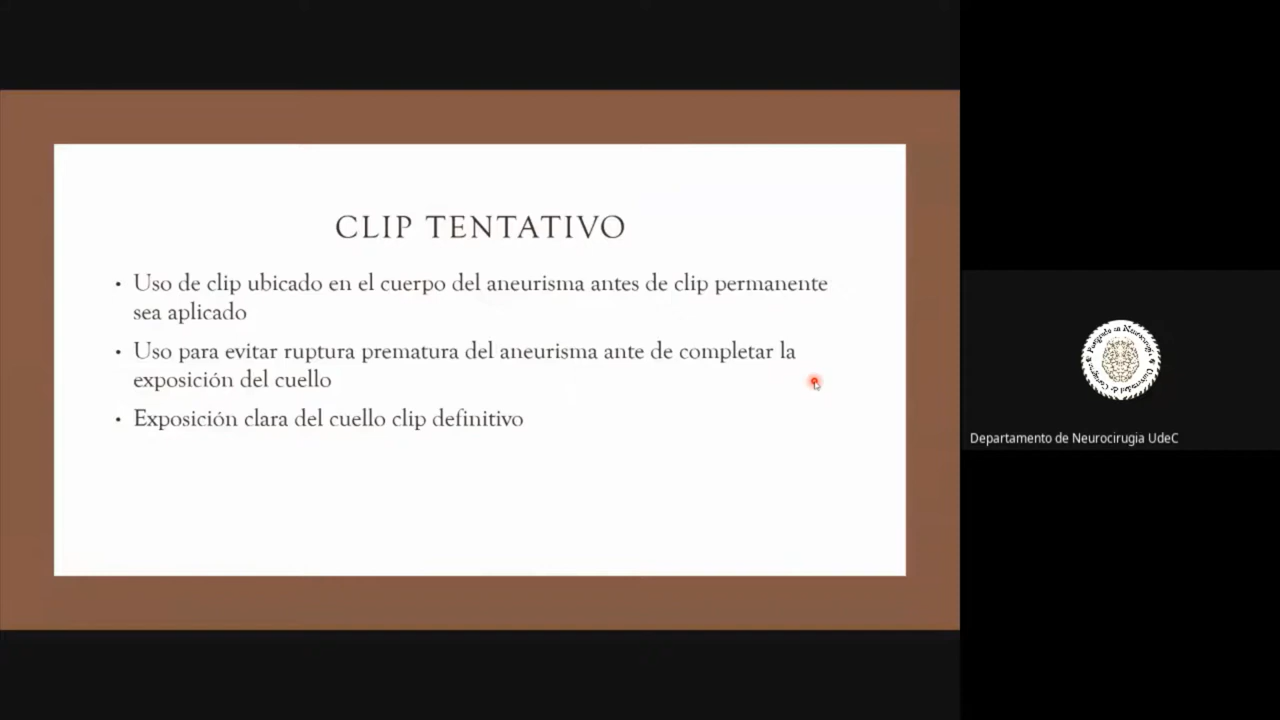 CLIP TENTATIVO
• Uso de clip ubicado en el cuerpo del aneurisma antes de clip permanente
sea aplicado
• Uso para evitar ruptura prematura del aneurisma ante de completar la
exposición del cuello
• Exposición clara del cuello clip definitivo
Departamento de Neurocirugia UdeC